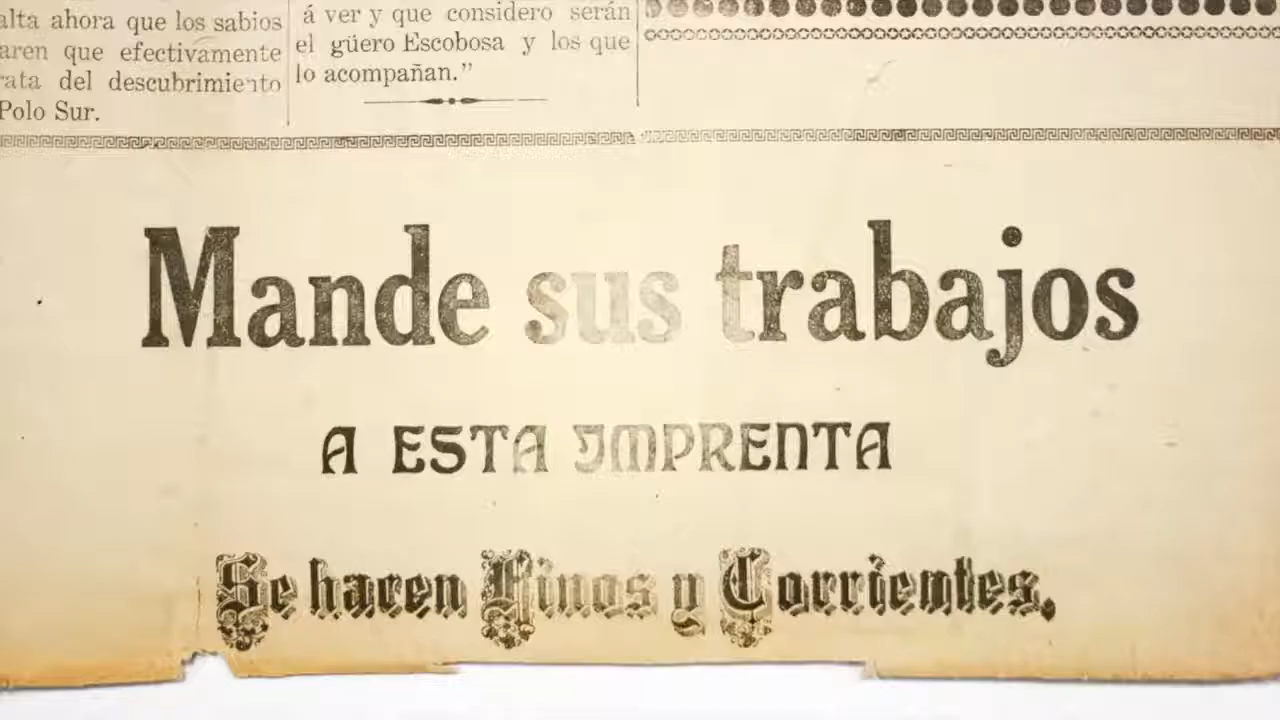 alta ahora que los sabios
aren que efectivamente
rata del descubrimiento
Polo Sur.
á ver y que considero serán
el güero Escobosa y los que
lo acompañan.”
Mande sus trabajos
A ESTA IMPRENTA
Se hacen Finos y Corrientes.